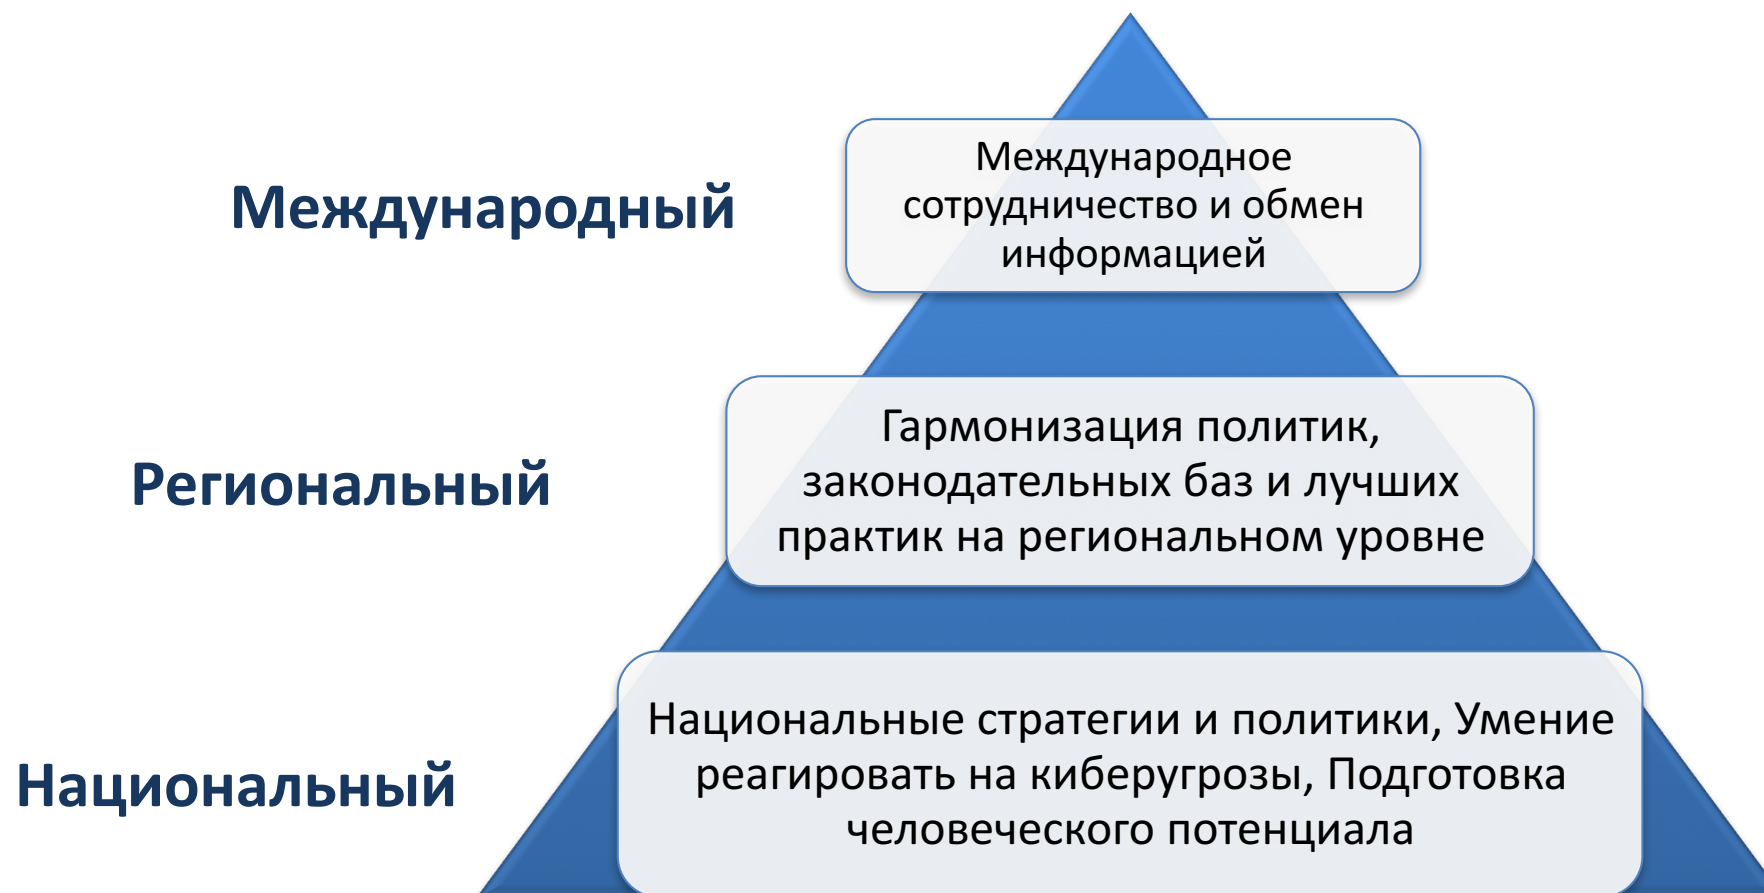 Международный
Международное
сотрудничество и обмен
информацией
Региональный
Гармонизация политик,
законодательных баз и лучших
практик на региональном уровне
Национальный
Национальные стратегии и политики, Умение
реагировать на киберугрозы, Подготовка
человеческого потенциала